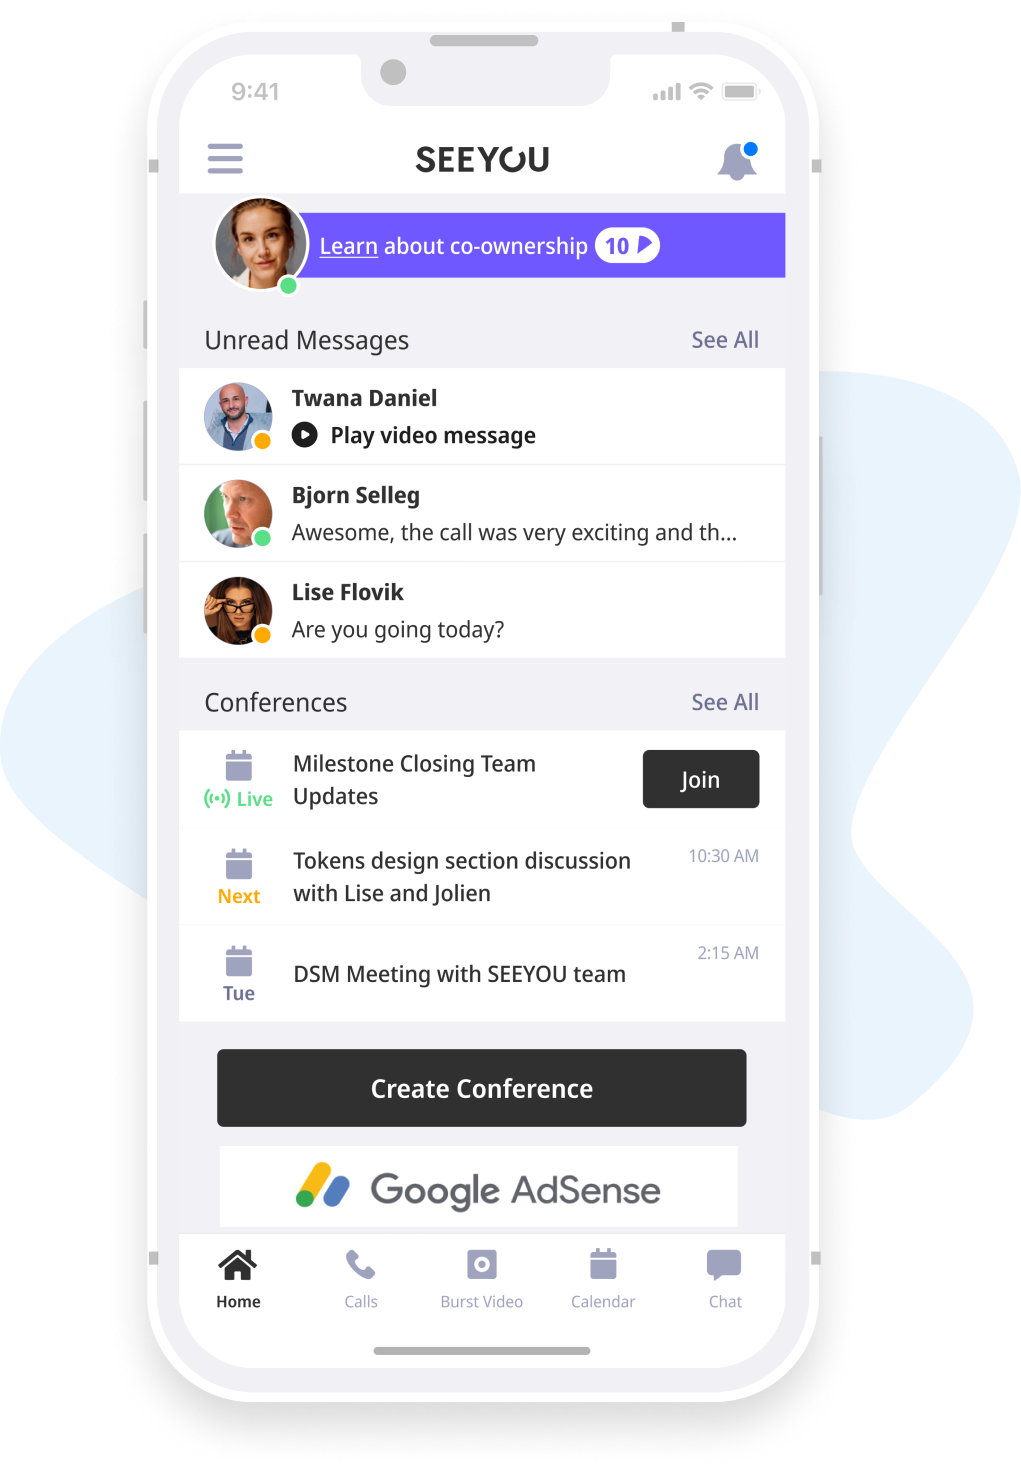 9:41
SEEYOU
Learn about co-ownership 10
Unread Messages See All
Twana Daniel
Play video message
Bjorn Selleg
Awesome, the call was very exciting and th...
Lise Flovik
Are you going today?
Conferences See All
Milestone Closing Team
Updates
Live
Join
Tokens design section discussion
with Lise and Jolien
10:30 AM
Next
DSM Meeting with SEEYOU team
2:15 AM
Tue
Create Conference
Google AdSense
Home Calls Burst Video Calendar Chat